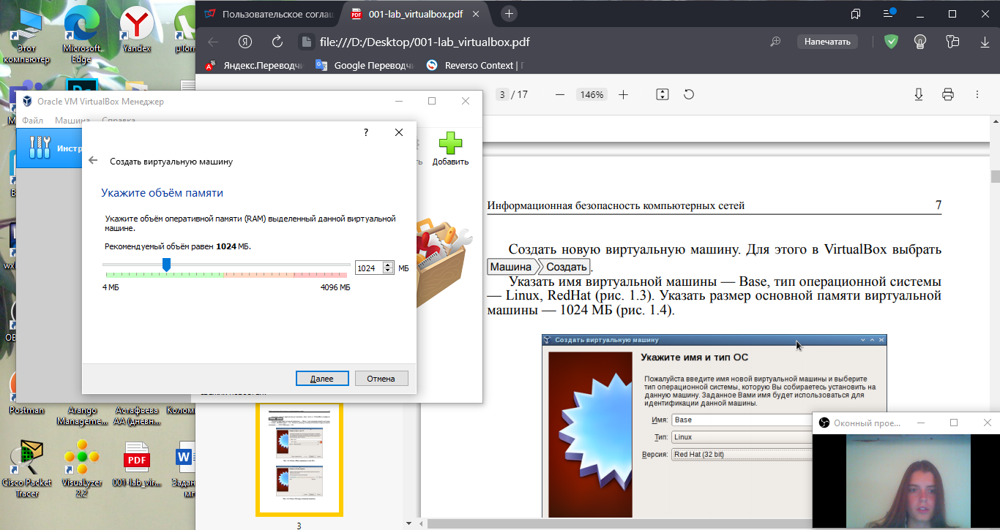 Пользовательское соглаш
001-lab_virtualbox.pdf
file:///D:/Desktop/001-lab_virtualbox.pdf
Напечатать
Яндекс.Переводчи
Google Переводчи
Reverso Context |
3 / 17
146%
Этот компьютер
Microsoft Edge
Yandex
µTorr
Oracle VM VirtualBox Менеджер
Файл
Машина
Справка
Инстр
Добавить
?
Создать виртуальную машину
Укажите объём памяти
Укажите объём оперативной памяти (RAM) выделенный данной виртуальной
машине.
Рекомендуемый объём равен 1024 МБ.
1024
МБ
4 МБ
4096 МБ
Далее
Отмена
Информационная безопасность компьютерных сетей
7
Создать новую виртуальную машину. Для этого в VirtualBox выбрать
Машина Создать.
Указать имя виртуальной машины — Base, тип операционной системы
— Linux, RedHat (рис. 1.3). Указать размер основной памяти виртуальной
машины — 1024 МБ (рис. 1.4).
Создать виртуальную машину
Укажите имя и тип ОС
Пожалуйста введите имя новой виртуальной машины и выберите
тип операционной системы, которую Вы собираетесь установить на
данную машину. Заданное Вами имя будет использоваться для
идентификации данной машины.
Имя:
Base
Тип:
Linux
Версия:
Red Hat (32 bit)
Оконный прое...
Postman
Arango
Manageme...
Астафьева
АА (дневн...
Колом
Cisco Packet
Tracer
VisuaLyzer
2.2
PDF
001-lab_vir...
Задан
3